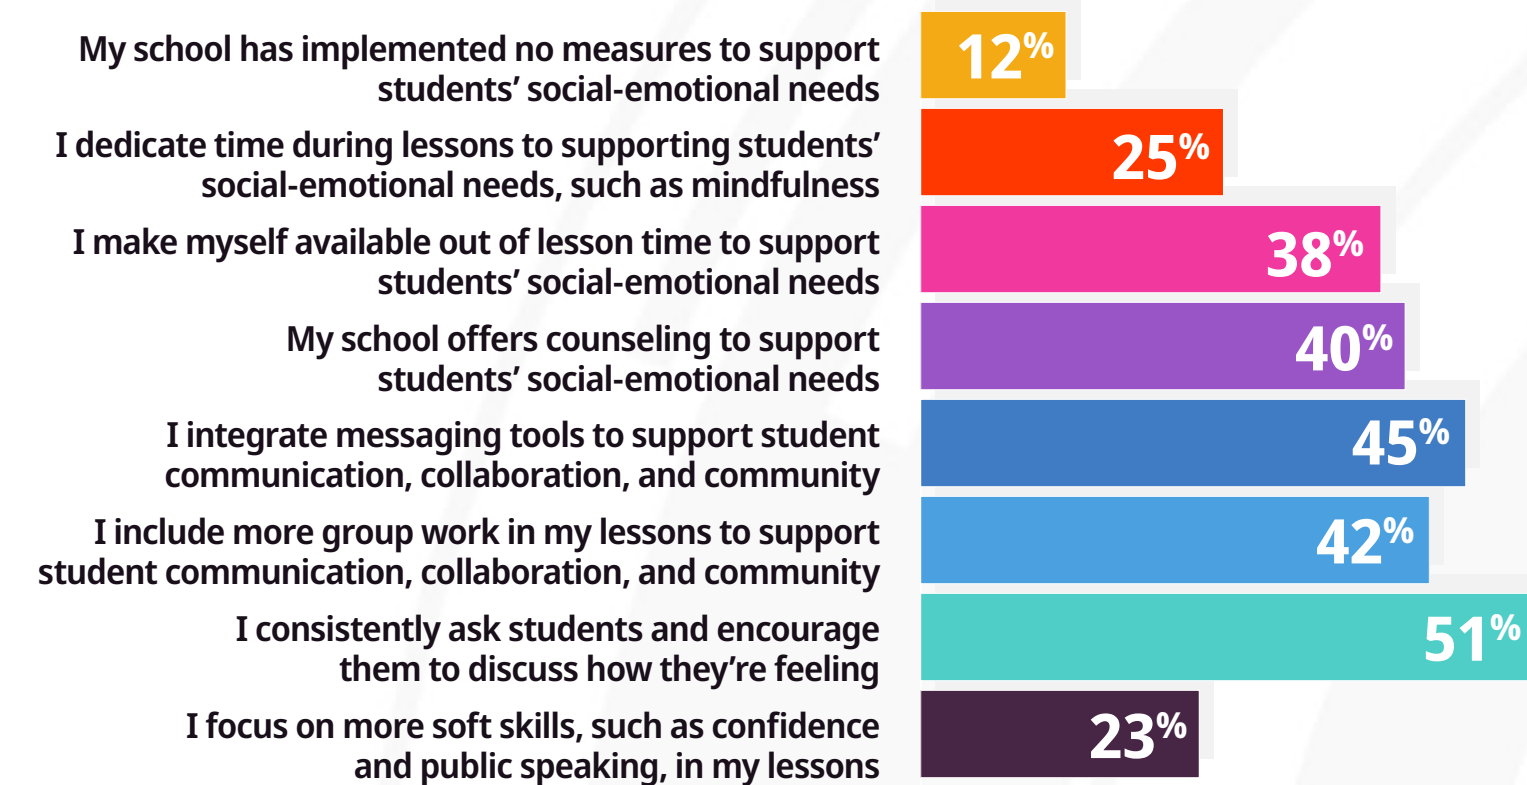 My school has implemented no measures to support
students’ social-emotional needs
12%
I dedicate time during lessons to supporting students’
social-emotional needs, such as mindfulness
25%
I make myself available out of lesson time to support
students’ social-emotional needs
38%
My school offers counseling to support
students’ social-emotional needs
40%
I integrate messaging tools to support student
communication, collaboration, and community
45%
I include more group work in my lessons to support
student communication, collaboration, and community
42%
I consistently ask students and encourage
them to discuss how they’re feeling
51%
I focus on more soft skills, such as confidence
and public speaking, in my lessons
23%